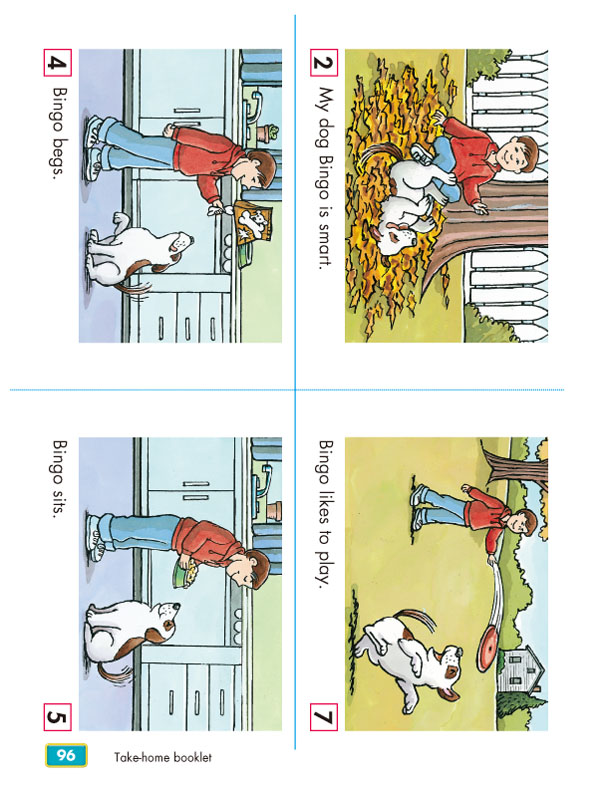 2
My dog Bingo is smart.
7
Bingo likes to play.
4
Bingo begs.
5
Bingo sits.
96
Take-home booklet